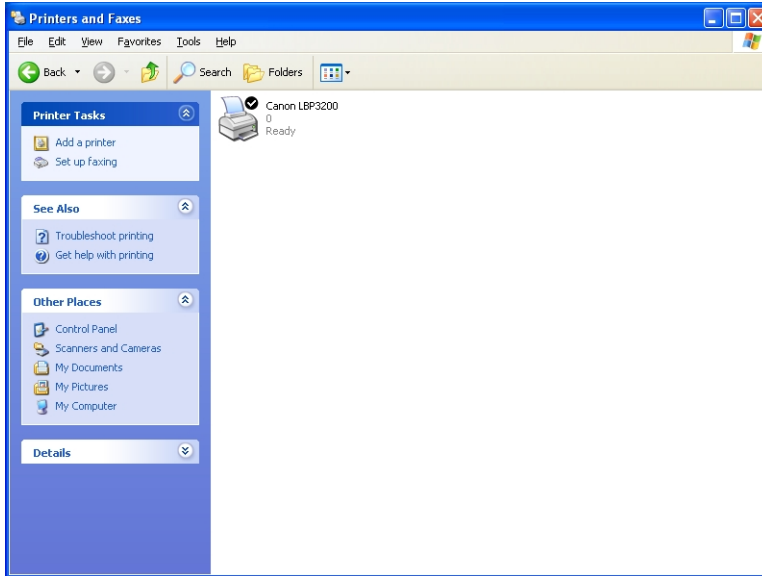 Printers and Faxes
File Edit View Favorites Tools Help
Back Search Folders
Printer Tasks
Add a printer
Set up faxing
See Also
Troubleshoot printing
Get help with printing
Other Places
Control Panel
Scanners and Cameras
My Documents
My Pictures
My Computer
Details
Canon LBP3200
0
Ready